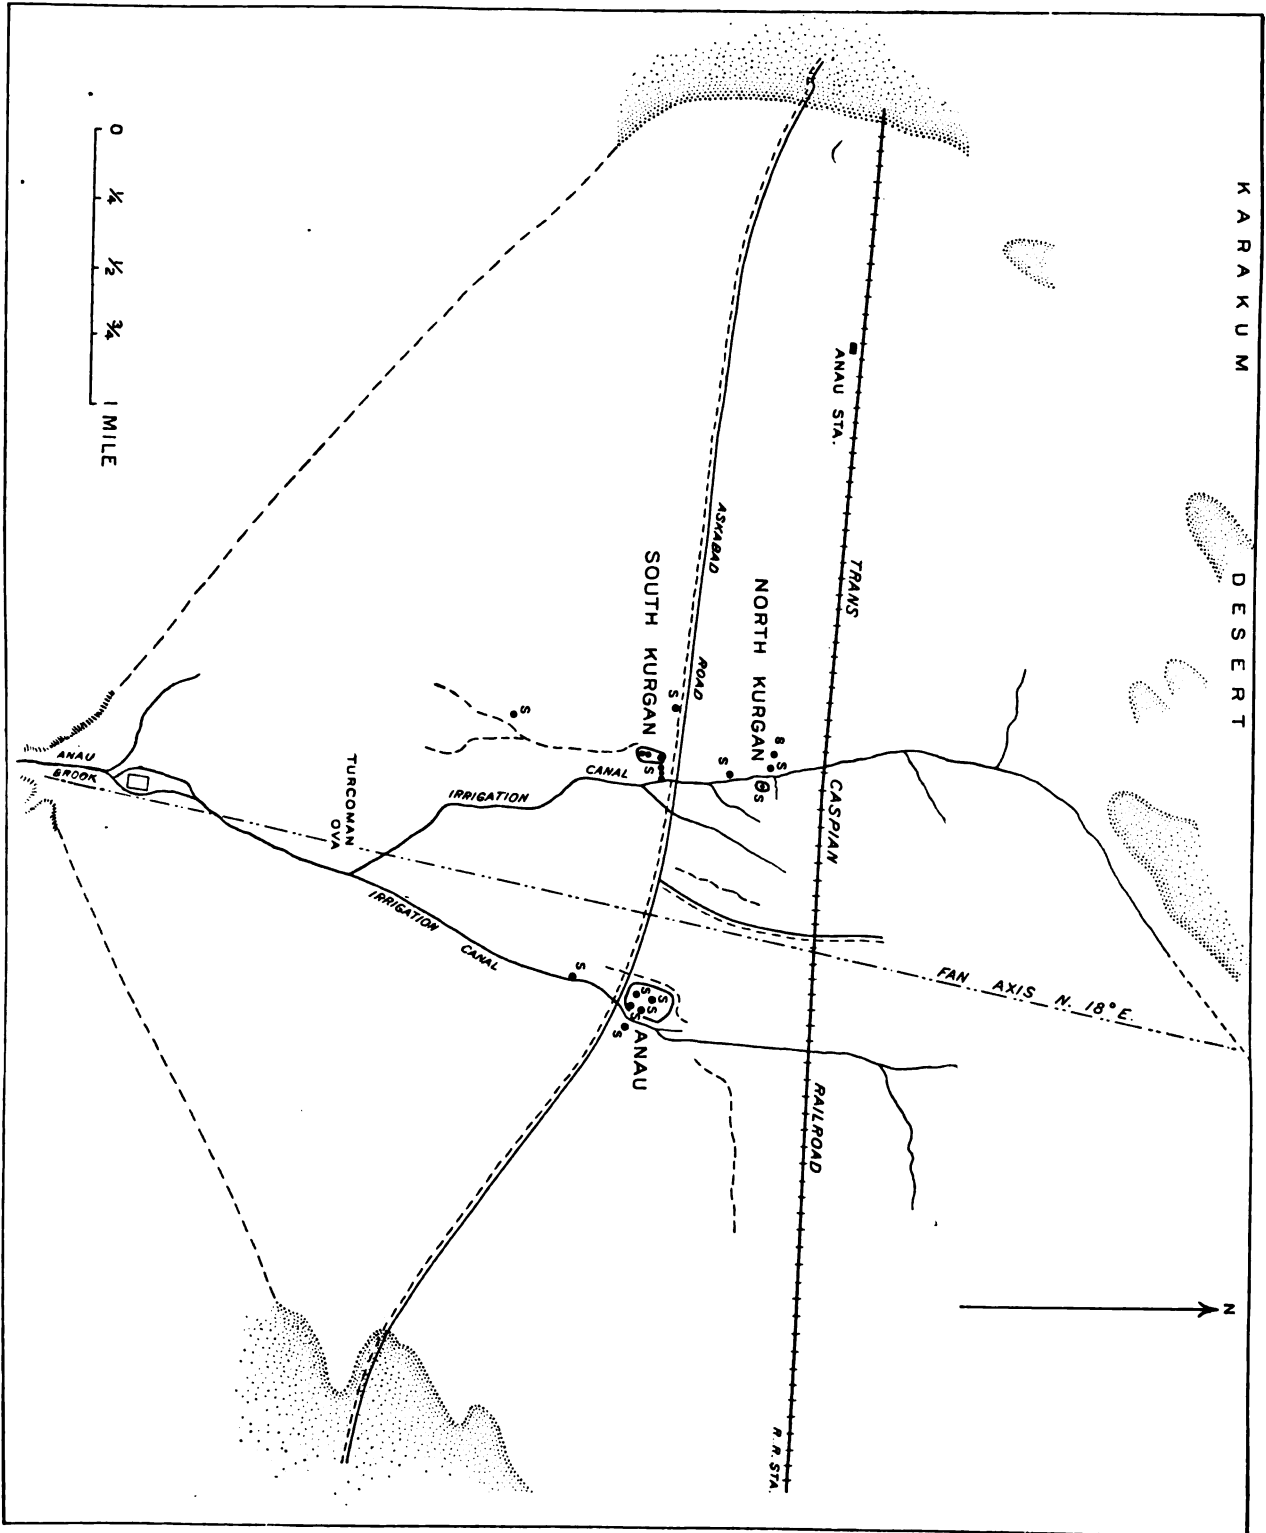 KARAKUM DESERT
N
ANAU STA.
TRANS CASPIAN RAILROAD
R.R. STA.
ASKABAD ROAD
NORTH KURGAN
SOUTH KURGAN
S
S
S
S
S
S
S
CANAL
IRRIGATION
FAN AXIS N. 18° E.
TURCOMAN
OVA
IRRIGATION CANAL
S
S
S
S
S
S
ANAU
ANAU
BROOK
0 1/4 1/2 3/4 1 MILE